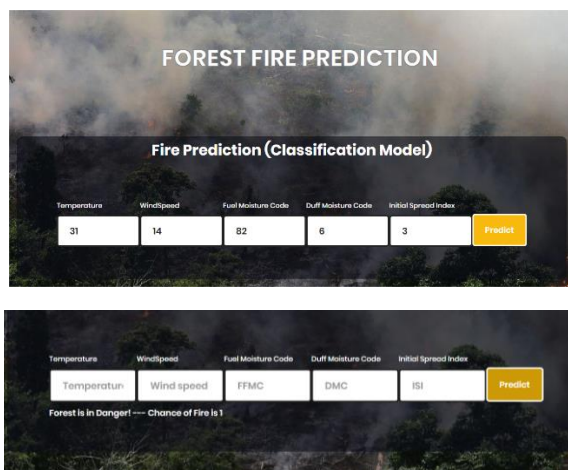 FOREST FIRE PREDICTION
Fire Prediction (Classification Model)
Temperature WindSpeed Fuel Moisture Code Duff Moisture Code Initial Spread Index
31 14 82 6 3 Predict
Temperature WindSpeed Fuel Moisture Code Duff Moisture Code Initial Spread Index
Temperatur Wind speed FFMC DMC ISI Predict
Forest is in Danger! --- Chance of Fire is 1